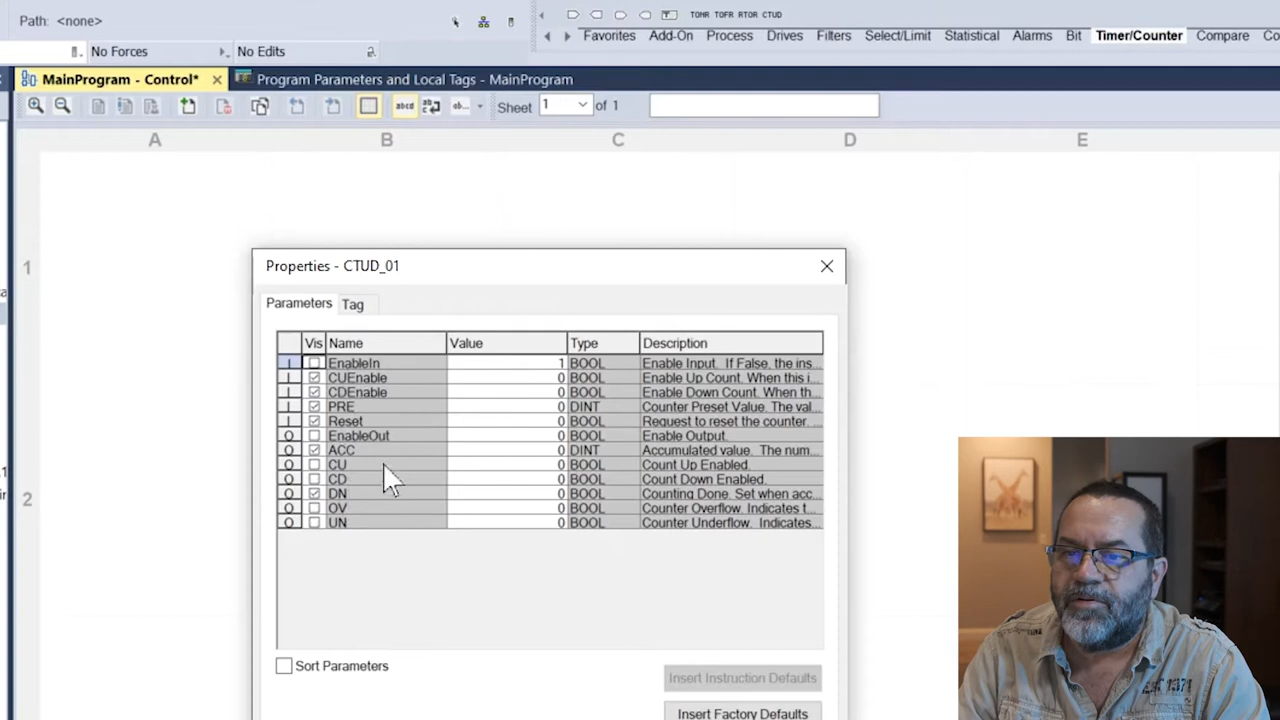 Path: <none>
TONR TOFR RTOR CTUD
Favorites Add-On Process Drives Filters Select/Limit Statistical Alarms Bit Timer/Counter Compare Co
No Forces No Edits
MainProgram - Control* Program Parameters and Local Tags - MainProgram
abcd ab... Sheet 1 of 1
A B C D E
1
Properties - CTUD_01
Parameters Tag
Vis Name Value Type Description
I EnableIn 1 BOOL Enable Input. If False, the ins...
I CUEnable 0 BOOL Enable Up Count. When this i...
I CDEnable 0 BOOL Enable Down Count. When th...
I PRE 0 DINT Counter Preset Value. The val...
I Reset 0 BOOL Request to reset the counter. ...
O EnableOut 0 BOOL Enable Output.
O ACC 0 DINT Accumulated value. The num...
O CU 0 BOOL Count Up Enabled.
O CD 0 BOOL Count Down Enabled.
O DN 0 BOOL Counting Done. Set when acc...
O OV 0 BOOL Counter Overflow. Indicates t...
O UN 0 BOOL Counter Underflow. Indicates...
2
Sort Parameters
Insert Instruction Defaults
Insert Factory Defaults